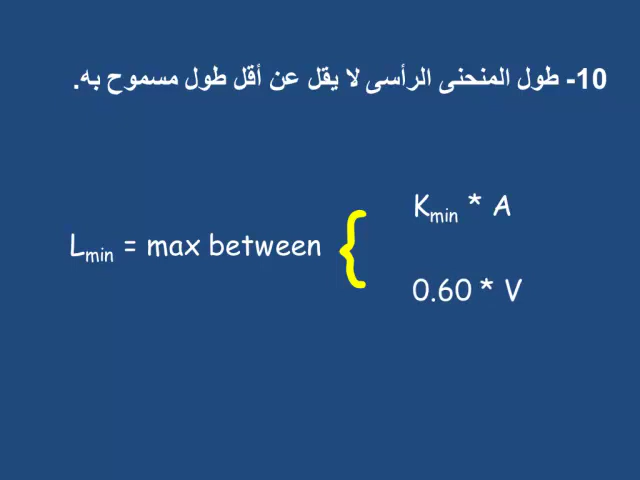 10- طول المنحنى الرأسى لا يقل عن أقل طول مسموح به.
Kmin * A
Lmin = max between {
0.60 * V